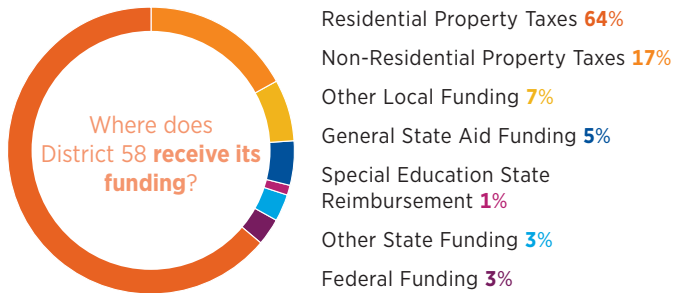 Where does
District 58 receive its
funding?
Residential Property Taxes 64%
Non-Residential Property Taxes 17%
Other Local Funding 7%
General State Aid Funding 5%
Special Education State
Reimbursement 1%
Other State Funding 3%
Federal Funding 3%